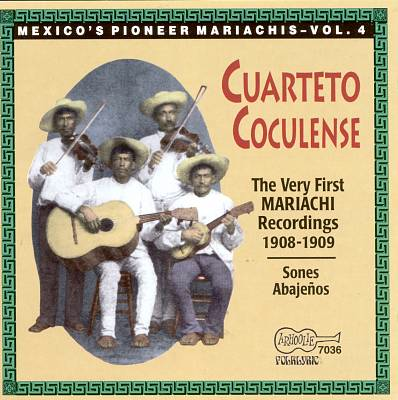 MEXICO'S PIONEER MARIACHIS–VOL. 4
CUARTETO
COCULENSE
The Very First
MARIACHI
Recordings
1908-1909
Sones
Abajeños
ARHOOLIE
FOLKLYRIC
7036